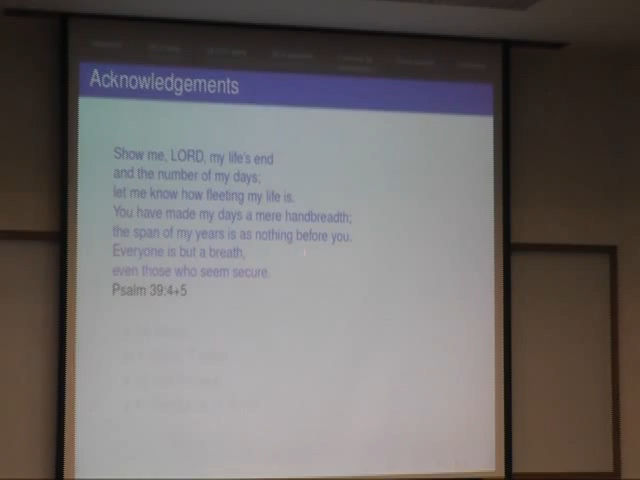 Acknowledgements
Show me, LORD, my life's end
and the number of my days;
let me know how fleeting my life is.
You have made my days a mere handbreadth;
the span of my years is as nothing before you.
Everyone is but a breath,
even those who seem secure.
Psalm 39:4+5